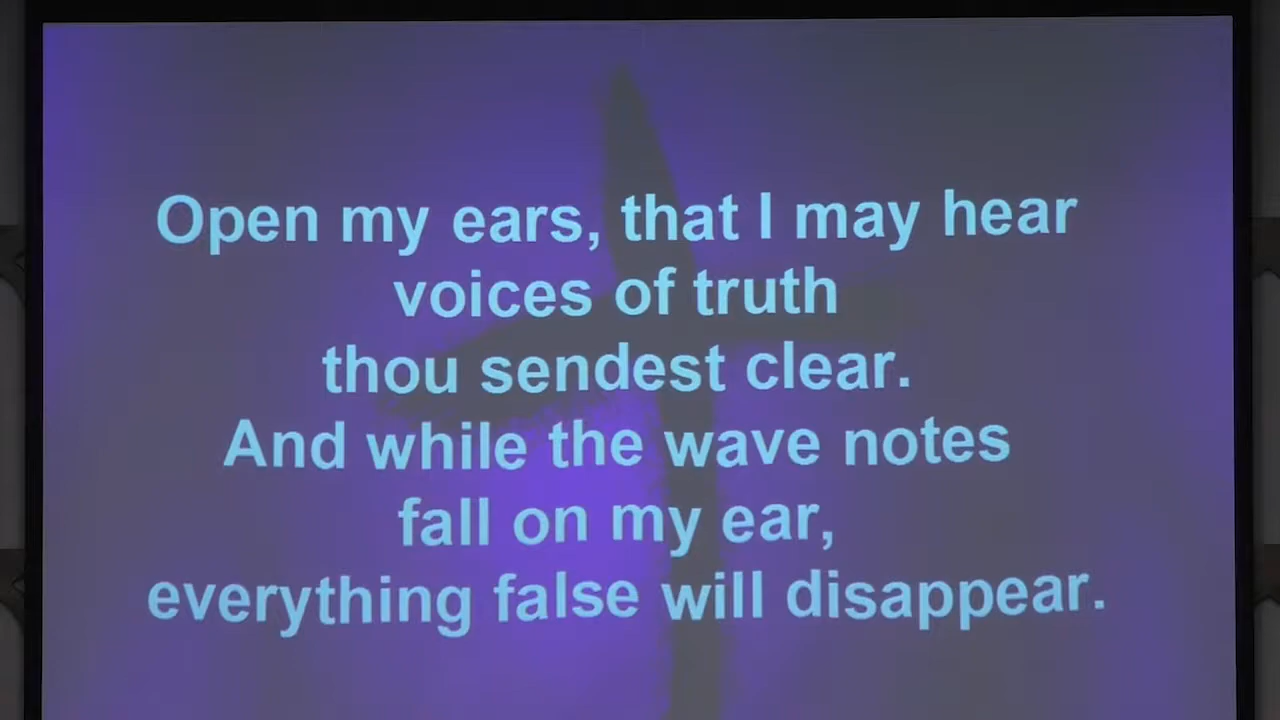 Open my ears, that I may hear
voices of truth
thou sendest clear.
And while the wave notes
fall on my ear,
everything false will disappear.